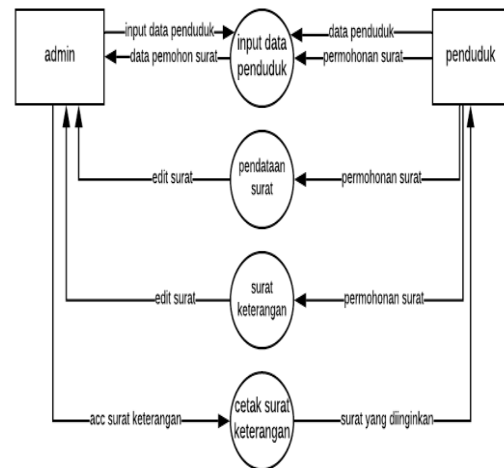 admin
input data penduduk
data pemohon surat
input data
penduduk
data penduduk
permohonan surat
penduduk
edit surat
pendataan
surat
permohonan surat
edit surat
surat
keterangan
permohonan surat
acc surat keterangan
cetak surat
keterangan
surat yang diinginkan